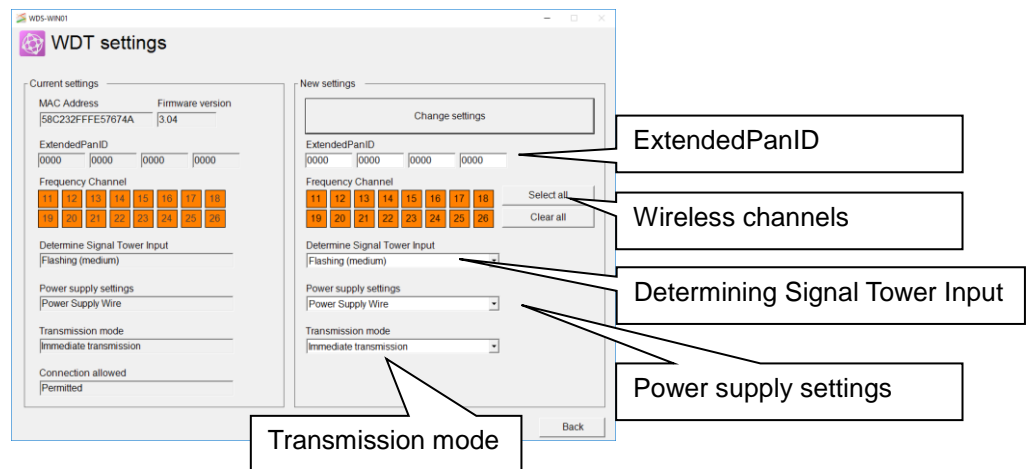 WDS-WIN01
WDT settings
Current settings
MAC Address Firmware version
58C232FFFE57674A 3.04
ExtendedPanID
0000 0000 0000 0000
Frequency Channel
11 12 13 14 15 16 17 18
19 20 21 22 23 24 25 26
Determine Signal Tower Input
Flashing (medium)
Power supply settings
Power Supply Wire
Transmission mode
Immediate transmission
Connection allowed
Permitted
New settings
Change settings
ExtendedPanID
0000 0000 0000 0000
Frequency Channel
11 12 13 14 15 16 17 18 Select all
19 20 21 22 23 24 25 26 Clear all
Determine Signal Tower Input
Flashing (medium)
Power supply settings
Power Supply Wire
Transmission mode
Immediate transmission
Back
ExtendedPanID
Wireless channels
Determining Signal Tower Input
Power supply settings
Transmission mode